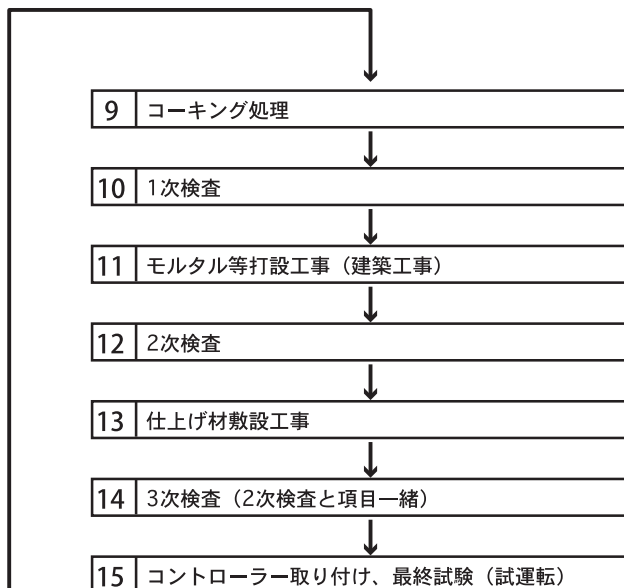 9 コーキング処理
10 1次検査
11 モルタル等打設工事（建築工事）
12 2次検査
13 仕上げ材敷設工事
14 3次検査（2次検査と項目一緒）
15 コントローラー取り付け、最終試験（試運転）